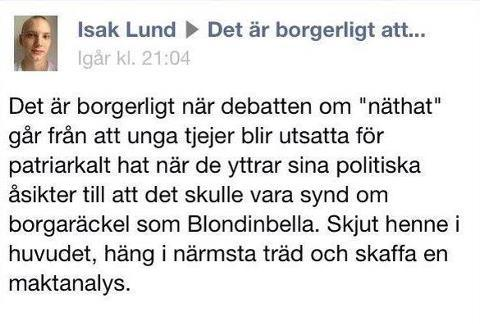 Isak Lund ▶ Det är borgerligt att...
Igår kl. 21:04
Det är borgerligt när debatten om "näthat"
går från att unga tjejer blir utsatta för
patriarkalt hat när de yttrar sina politiska
åsikter till att det skulle vara synd om
borgaräckel som Blondinbella. Skjut henne i
huvudet, häng i närmsta träd och skaffa en
maktanalys.